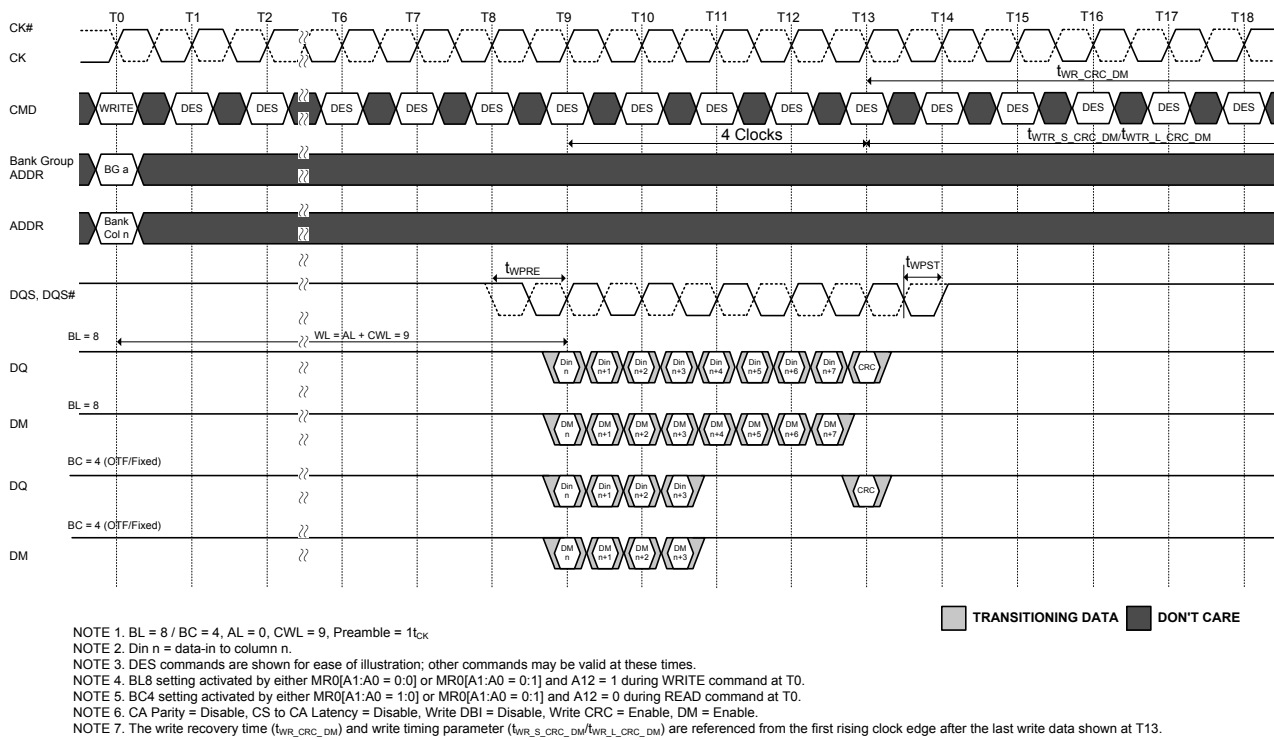 T0 T1 T2 T6 T7 T8 T9 T10 T11 T12 T13 T14 T15 T16 T17 T18
CK#
CK
tWR_CRC_DM
CMD WRITE DES DES DES DES DES DES DES DES DES DES DES DES DES DES DES
4 Clocks
tWTR_S_CRC_DM/tWTR_L_CRC_DM
Bank Group
ADDR
BG a
ADDR
Bank
Col n
tWPRE
tWPST
DQS, DQS#
BL = 8
WL = AL + CWL = 9
DQ
Din n Din n+1 Din n+2 Din n+3 Din n+4 Din n+5 Din n+6 Din n+7 CRC
BL = 8
DM
DM n DM n+1 DM n+2 DM n+3 DM n+4 DM n+5 DM n+6 DM n+7
BC = 4 (OTF/Fixed)
DQ
Din n Din n+1 Din n+2 Din n+3 CRC
BC = 4 (OTF/Fixed)
DM
DM n DM n+1 DM n+2 DM n+3
TRANSITIONING DATA DON'T CARE
NOTE 1. BL = 8 / BC = 4, AL = 0, CWL = 9, Preamble = 1tCK
NOTE 2. Din n = data-in to column n.
NOTE 3. DES commands are shown for ease of illustration; other commands may be valid at these times.
NOTE 4. BL8 setting activated by either MR0[A1:A0 = 0:0] or MR0[A1:A0 = 0:1] and A12 = 1 during WRITE command at T0.
NOTE 5. BC4 setting activated by either MR0[A1:A0 = 1:0] or MR0[A1:A0 = 0:1] and A12 = 0 during READ command at T0.
NOTE 6. CA Parity = Disable, CS to CA Latency = Disable, Write DBI = Disable, Write CRC = Enable, DM = Enable.
NOTE 7. The write recovery time (tWR_CRC_DM) and write timing parameter (tWR_S_CRC_DM/tWR_L_CRC_DM) are referenced from the first rising clock edge after the last write data shown at T13.